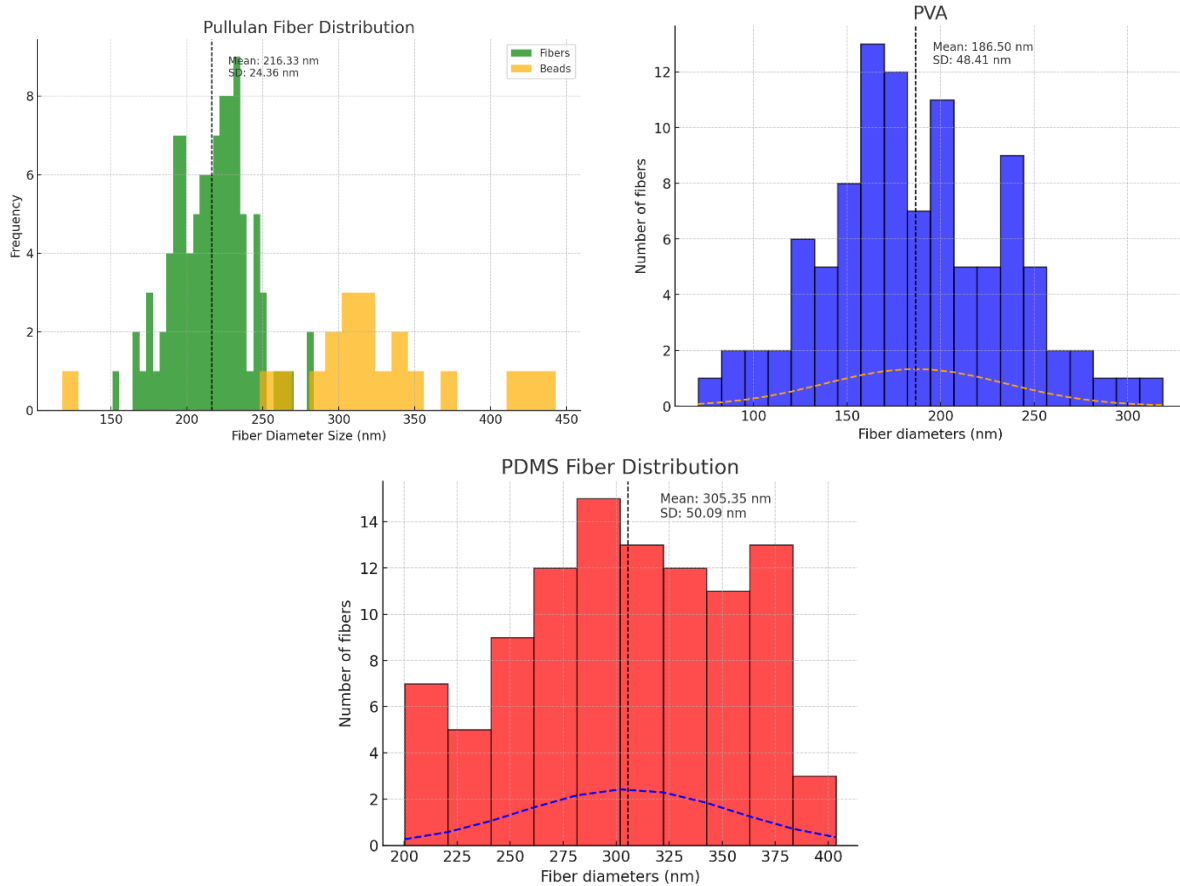 Pullulan Fiber Distribution
Mean: 216.33 nm
SD: 24.36 nm
Fibers
Beads
Frequency
8
6
4
2
0
150 200 250 300 350 400 450
Fiber Diameter Size (nm)
PVA
Mean: 186.50 nm
SD: 48.41 nm
Number of fibers
12
10
8
6
4
2
0
100 150 200 250 300
Fiber diameters (nm)
PDMS Fiber Distribution
Mean: 305.35 nm
SD: 50.09 nm
Number of fibers
14
12
10
8
6
4
2
0
200 225 250 275 300 325 350 375 400
Fiber diameters (nm)